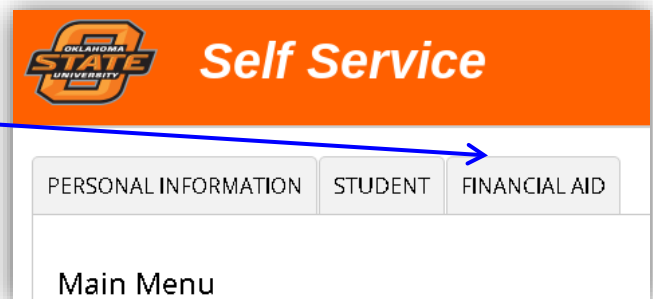 OKLAHOMA
STATE
UNIVERSITY
Self Service
PERSONAL INFORMATION STUDENT FINANCIAL AID
Main Menu